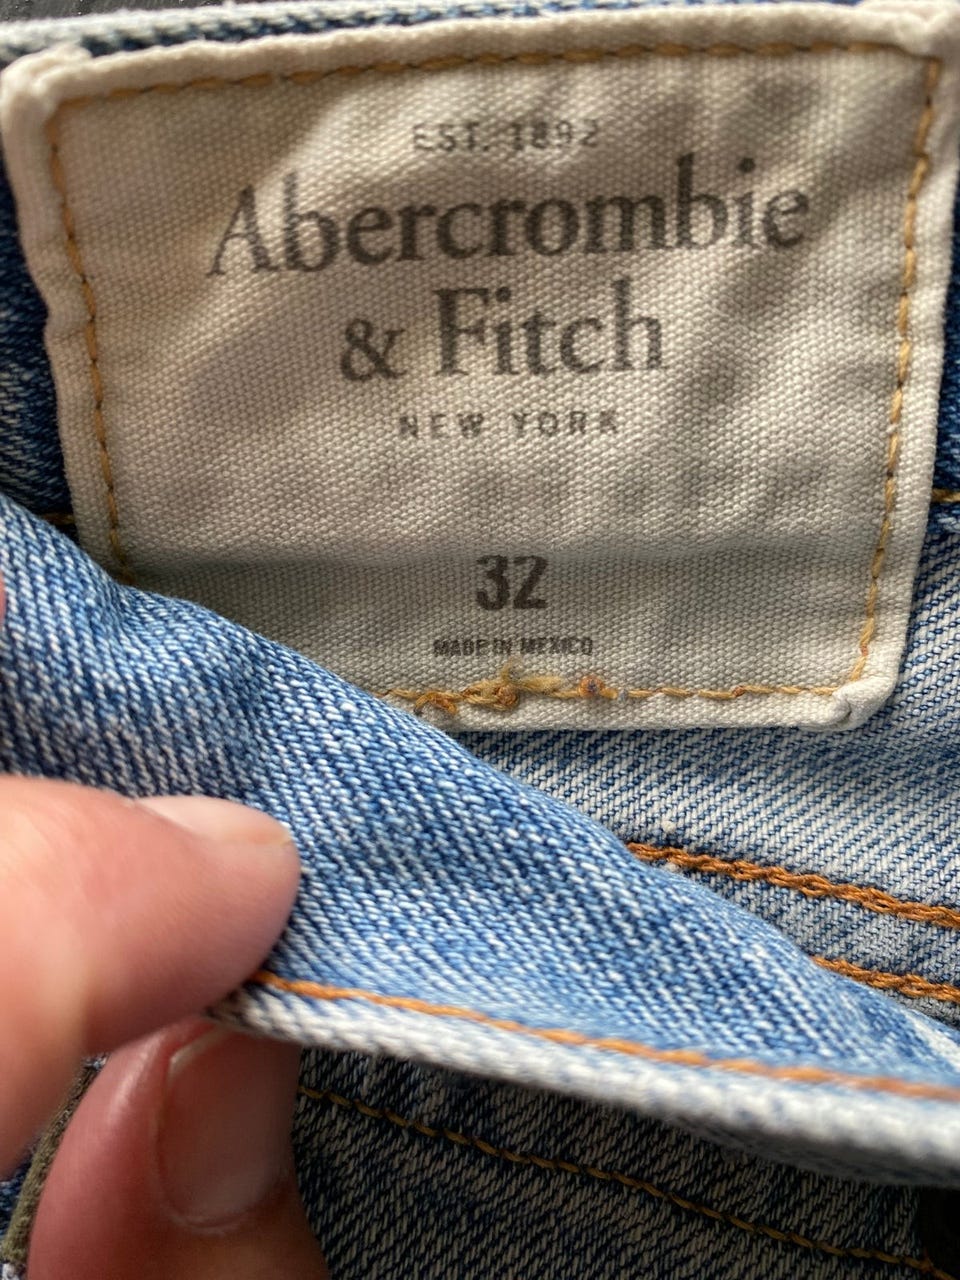 EST. 1892
Abercrombie
& Fitch
NEW YORK
32
MADE IN MEXICO